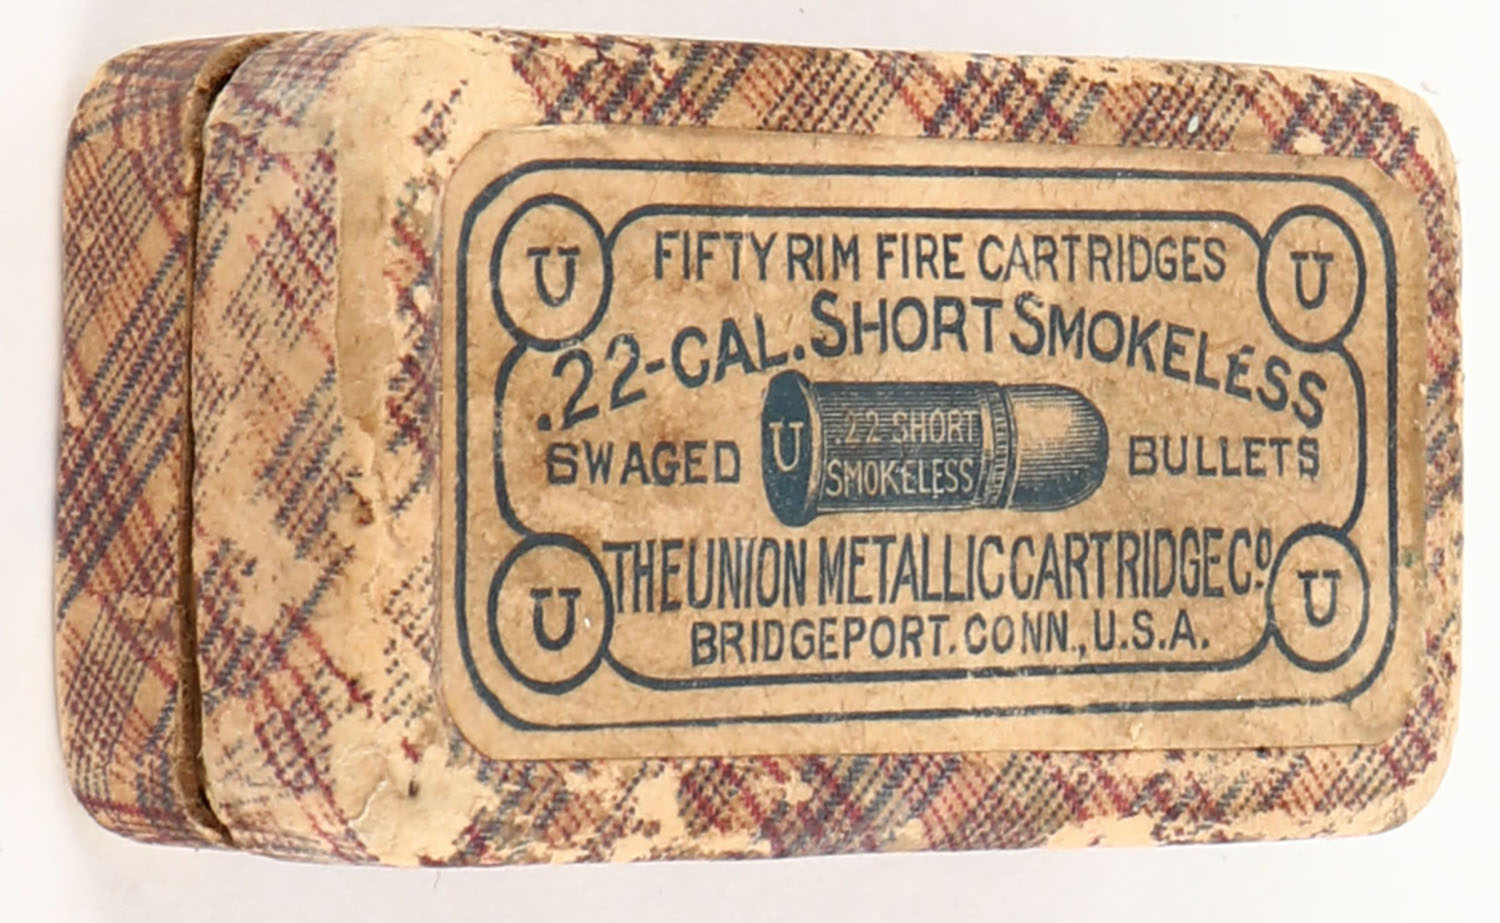 U U
FIFTY RIM FIRE CARTRIDGES
.22-CAL. SHORT SMOKELESS
SWAGED U .22-SHORT BULLETS
SMOKELESS
THE UNION METALLIC CARTRIDGE CO.
BRIDGEPORT. CONN., U.S.A.
U U